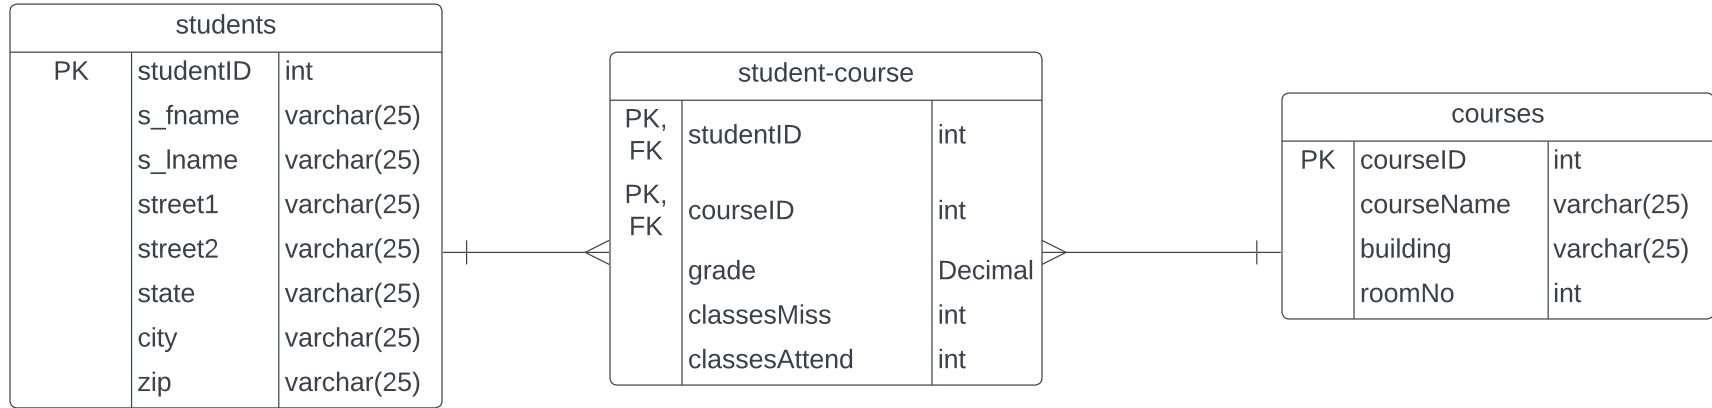 students
PK studentID int
s_fname varchar(25)
s_lname varchar(25)
street1 varchar(25)
street2 varchar(25)
state varchar(25)
city varchar(25)
zip varchar(25)
student-course
PK,
FK studentID int
PK,
FK courseID int
grade Decimal
classesMiss int
classesAttend int
courses
PK courseID int
courseName varchar(25)
building varchar(25)
roomNo int